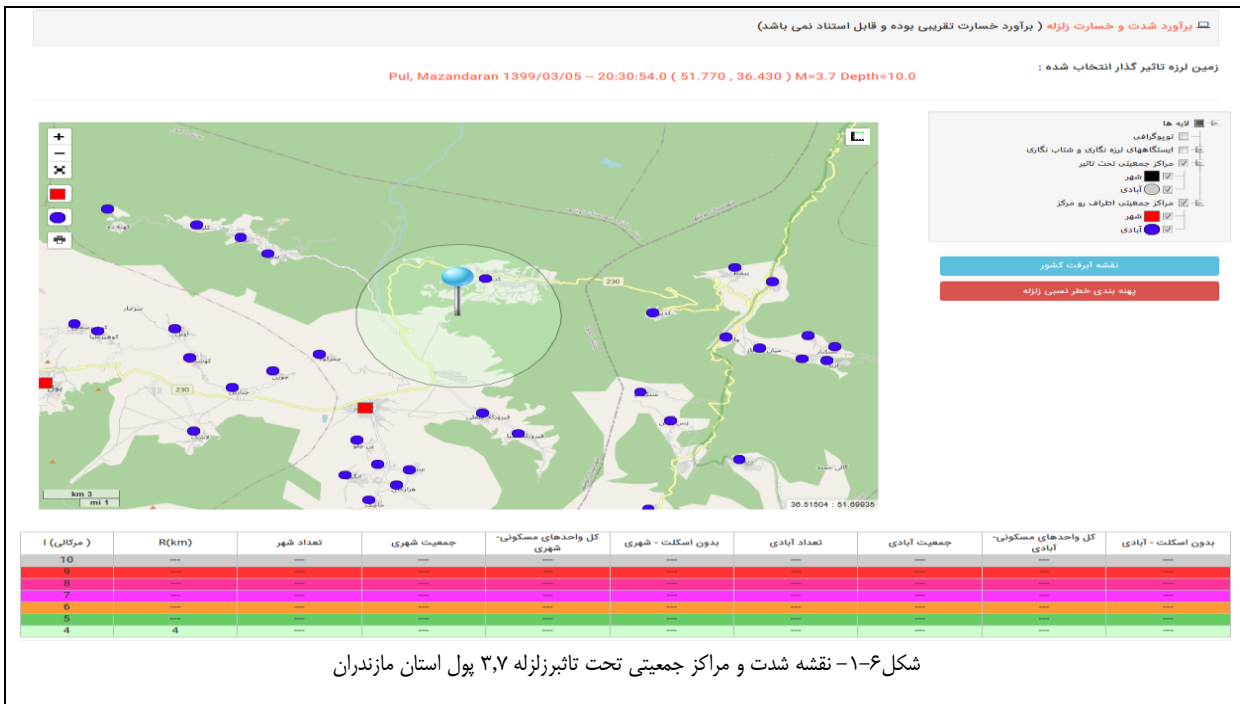 برآورد شدت و خسارت زلزله ( برآورد خسارت تقریبی بوده و قابل استناد نمی باشد)
زمین لرزه تاثیر گذار انتخاب شده :
Pul, Mazandaran 1399/03/05 -- 20:30:54.0 ( 51.770 , 36.430 ) M=3.7 Depth=10.0
لایه ها
توپوگرافی
ایستگاههای لرزه نگاری و شتاب نگاری
مراکز جمعیتی تحت تاثیر
شهر
آبادی
مراکز جمعیتی اطراف رو مرکز
شهر
آبادی
نقشه آبرفت کشور
پهنه بندی خطر نسبی زلزله
+
−
230
230
پول
km 3
mi 1
36.51504 : 51.69935
I ( مرکالی) R(km) تعداد شهر جمعیت شهری کل واحدهای مسکونی- شهری بدون اسکلت - شهری تعداد آبادی جمعیت آبادی کل واحدهای مسکونی- آبادی بدون اسکلت - آبادی
10 --- --- --- --- --- --- --- --- ---
9 --- --- --- --- --- --- --- --- ---
8 --- --- --- --- --- --- --- --- ---
7 --- --- --- --- --- --- --- --- ---
6 --- --- --- --- --- --- --- --- ---
5 --- --- --- --- --- --- --- --- ---
4 4 --- --- --- --- --- --- --- ---
شکل۶-۱- نقشه شدت و مراکز جمعیتی تحت تاثبرزلزله ۳٫۷ پول استان مازندران